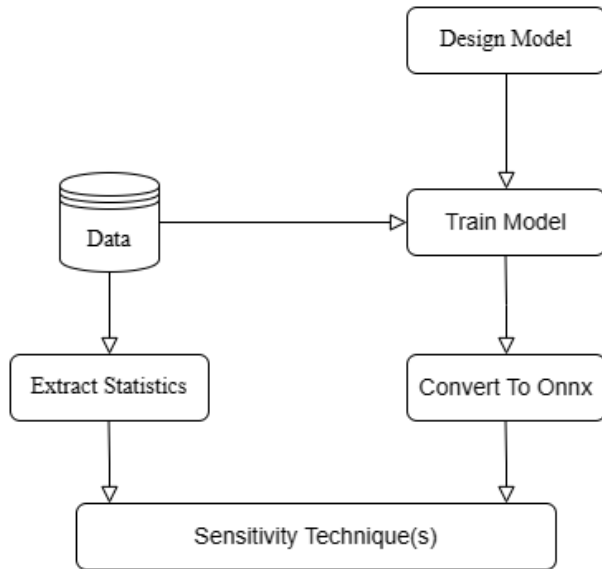 Design Model
Train Model
Data
Extract Statistics
Convert To Onnx
Sensitivity Technique(s)